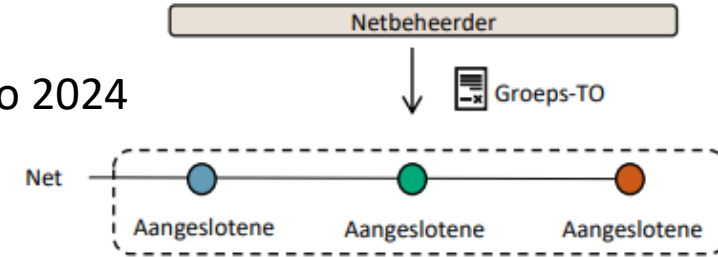 Netbeheerder
o 2024
Groeps-TO
Net
Aangeslotene Aangeslotene Aangeslotene